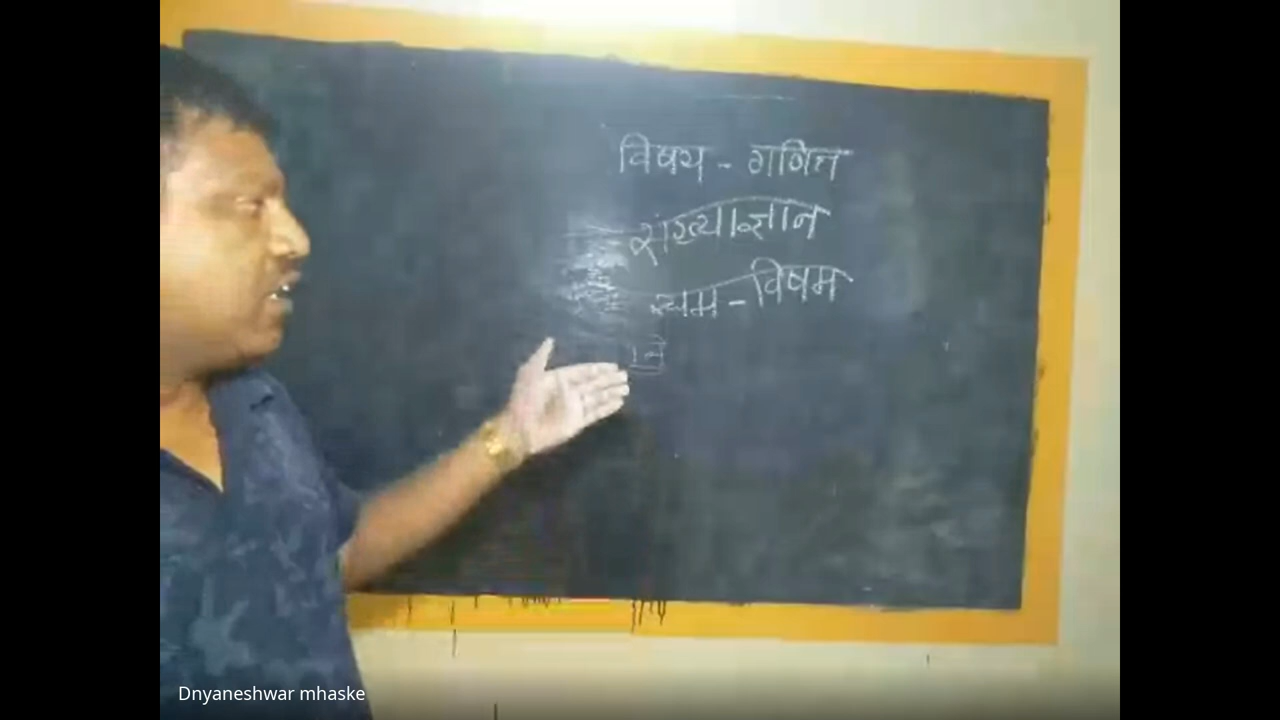 विषय - गणित
संख्याज्ञान
सम - विषम
Dnyaneshwar mhaske